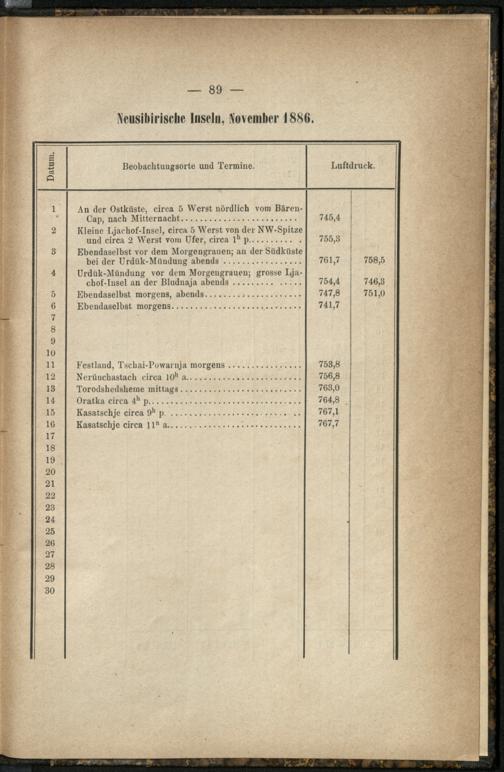 — 89 —
Neusibirische Inseln, November 1886.
Datum. Beobachtungsorte und Termine. Luftdruck.
1 An der Ostküste, circa 5 Werst nördlich vom Bären-
Cap, nach Mitternacht......................... 745,4
2 Kleine Ljachof-Insel, circa 5 Werst von der NW-Spitze
und circa 2 Werst vom Ufer, circa 1h p.......... 755,3
3 Ebendaselbst vor dem Morgengrauen; an der Südküste
bei der Urdük-Mündung abends ................ 761,7 758,5
4 Urdük-Mündung vor dem Morgengrauen; grosse Lja-
chof-Insel an der Bludnaja abends .............. 754,4 746,3
5 Ebendaselbst morgens, abends..................... 747,8 751,0
6 Ebendaselbst morgens........................... 741,7
7
8
9
10
11 Festland, Tschai-Powarnja morgens ................ 753,8
12 Nerünchastach circa 10h a........................ 756,8
13 Torodshedsheme mittags ......................... 763,0
14 Oratka circa 4h p............................... 764,8
15 Kasatschje circa 9h p. .......................... 767,1
16 Kasatschje circa 11h a.......................... 767,7
17
18
19
20
21
22
23
24
25
26
27
28
29
30